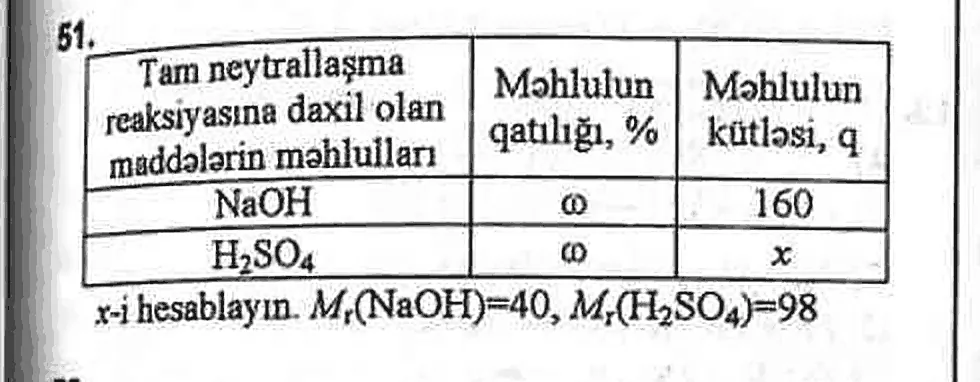 51.
Tam neytrallaşma Məhlulun Məhlulun
reaksiyasına daxil olan qatılığı, % kütləsi, q
maddələrin məhlulları
NaOH ω 160
H₂SO₄ ω x
x-i hesablayın. Mᵣ(NaOH)=40, Mᵣ(H₂SO₄)=98